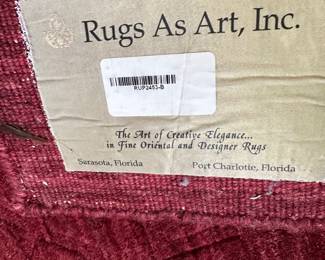 Rugs As Art, Inc.
RUP2453-B
The Art of Creative Elegance...
in Fine Oriental and Designer Rugs
Sarasota, Florida Port Charlotte, Florida